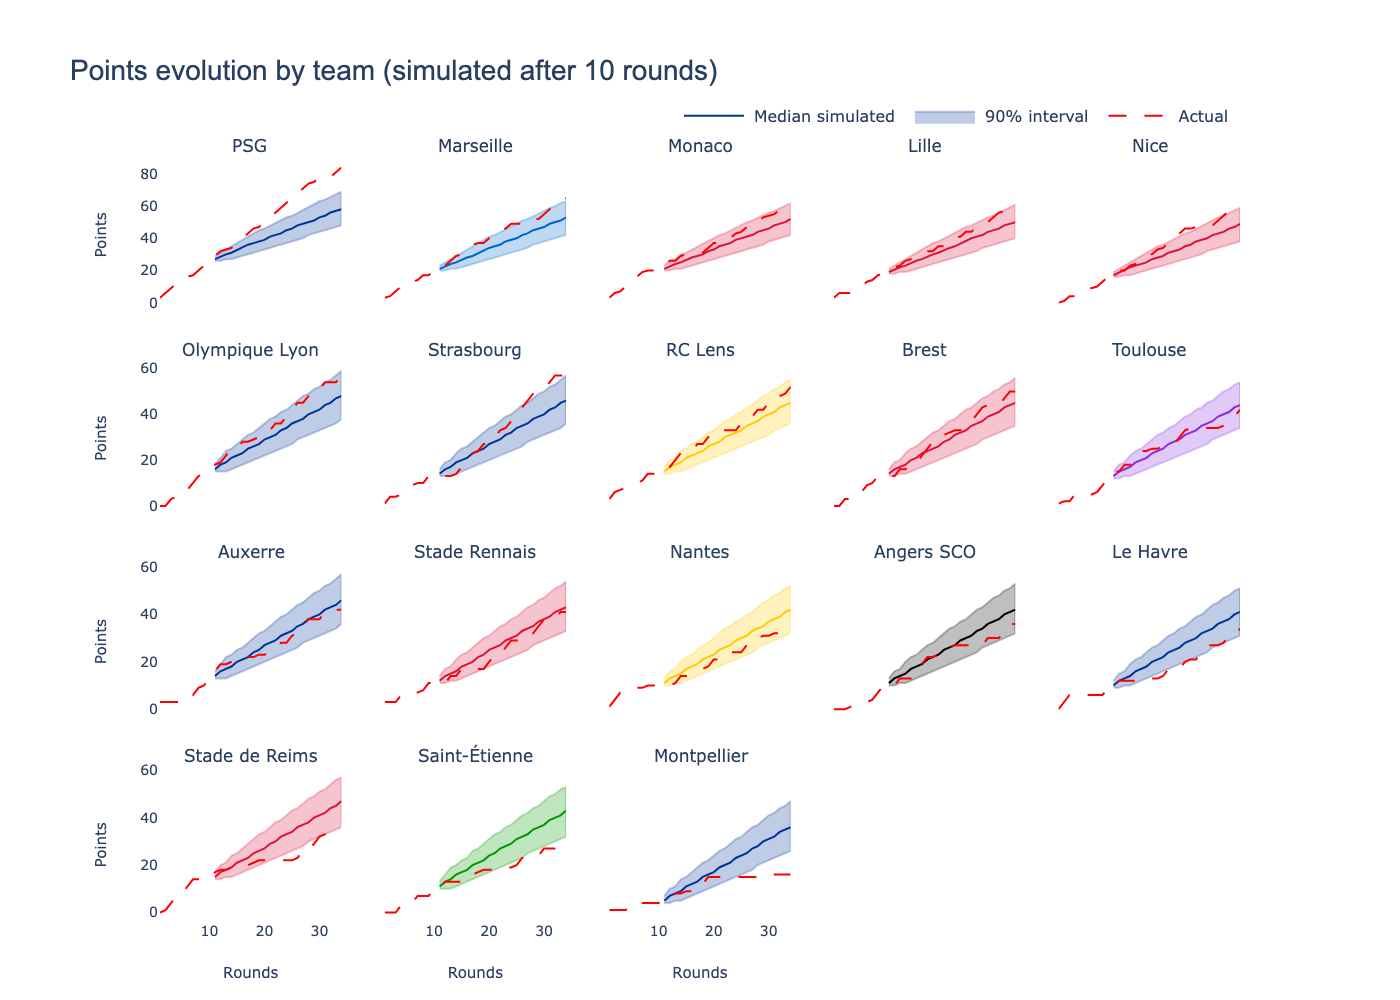 Points evolution by team (simulated after 10 rounds)
Median simulated 90% interval Actual
PSG Marseille Monaco Lille Nice
80
60
40
20
0
Points
Olympique Lyon Strasbourg RC Lens Brest Toulouse
60
40
20
0
Points
Auxerre Stade Rennais Nantes Angers SCO Le Havre
60
40
20
0
Points
Stade de Reims Saint-Étienne Montpellier
60
40
20
0
Points
10 20 30 10 20 30 10 20 30
Rounds Rounds Rounds